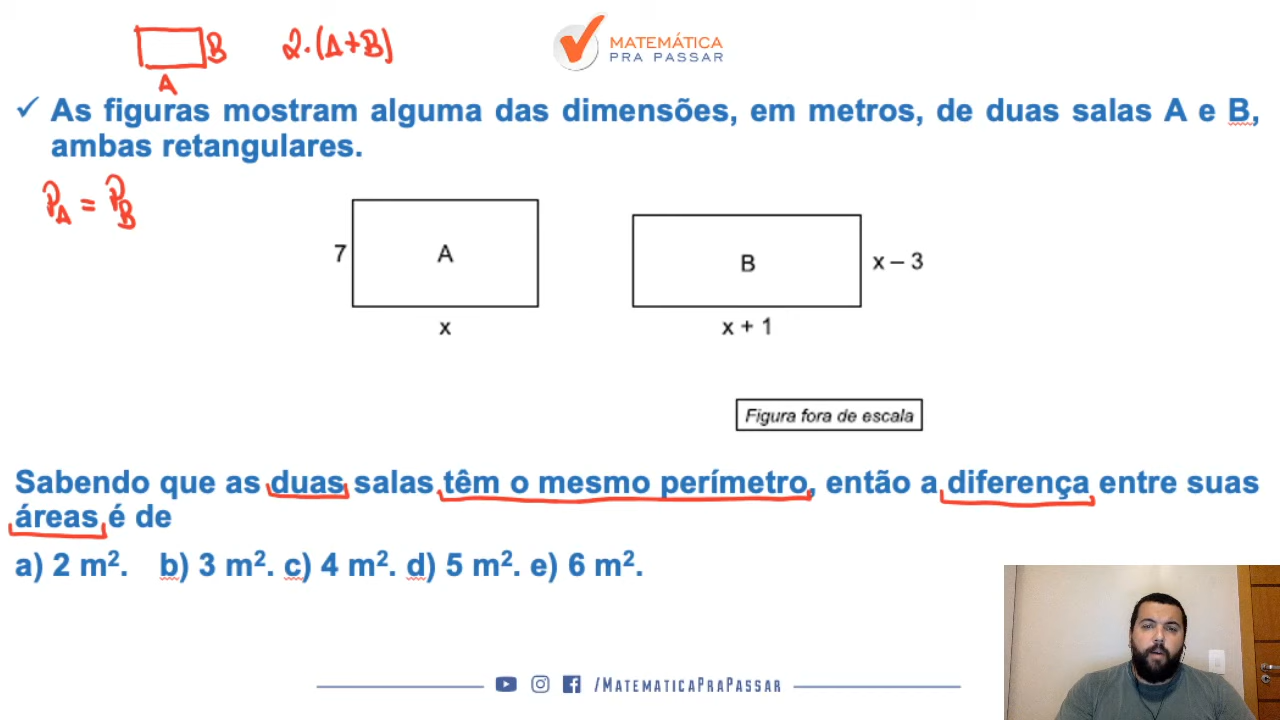 B 2.(A+B)
A
MATEMÁTICA
PRA PASSAR
✓ As figuras mostram alguma das dimensões, em metros, de duas salas A e B,
ambas retangulares.
P_A = P_B
7 A B x – 3
x x + 1
Figura fora de escala
Sabendo que as duas salas têm o mesmo perímetro, então a diferença entre suas
áreas é de
a) 2 m². b) 3 m². c) 4 m². d) 5 m². e) 6 m².
/MatematicaPraPassar